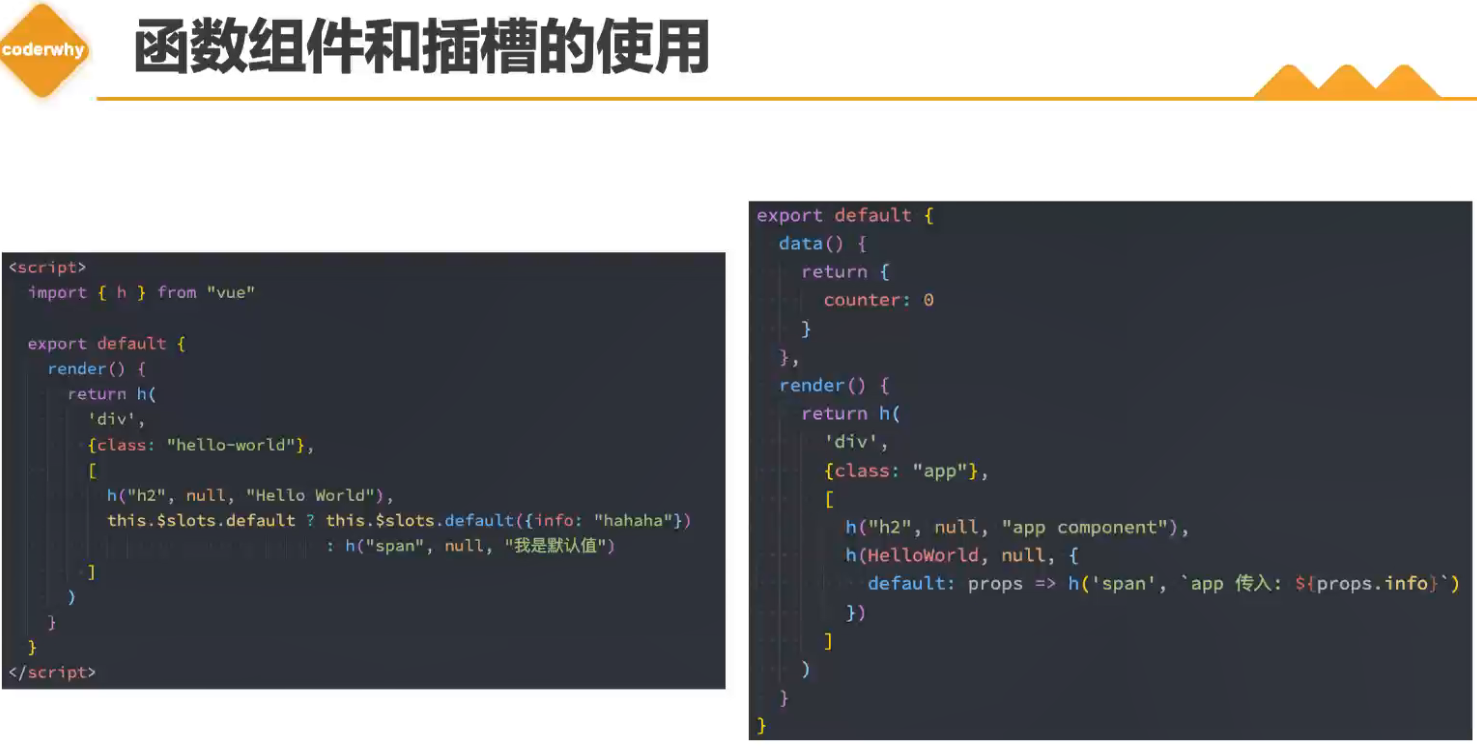 coderwhy
函数组件和插槽的使用
<script>
import { h } from "vue"
export default {
render() {
return h(
'div',
{class: "hello-world"},
[
h("h2", null, "Hello World"),
this.$slots.default ? this.$slots.default({info: "hahaha"})
: h("span", null, "我是默认值")
]
)
}
}
</script>
export default {
data() {
return {
counter: 0
}
},
render() {
return h(
'div',
{class: "app"},
[
h("h2", null, "app component"),
h(HelloWorld, null, {
default: props => h('span', `app 传入: ${props.info}`)
})
]
)
}
}